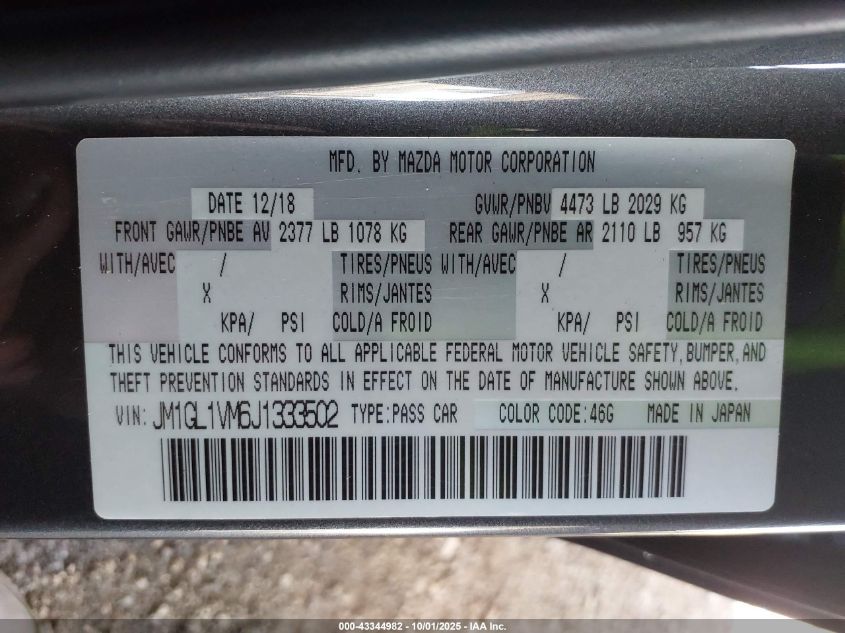 MFD. BY MAZDA MOTOR CORPORATION
DATE 12/18 GVWR/PNBV 4473 LB 2029 KG
FRONT GAWR/PNBE AV 2377 LB 1078 KG REAR GAWR/PNBE AR 2110 LB 957 KG
WITH/AVEC / TIRES/PNEUS WITH/AVEC / TIRES/PNEUS
X RIMS/JANTES X RIMS/JANTES
KPA/ PSI COLD/A FROID KPA/ PSI COLD/A FROID
THIS VEHICLE CONFORMS TO ALL APPLICABLE FEDERAL MOTOR VEHICLE SAFETY, BUMPER, AND
THEFT PREVENTION STANDARDS IN EFFECT ON THE DATE OF MANUFACTURE SHOWN ABOVE.
VIN: JM1GL1VM6J1333502 TYPE: PASS CAR COLOR CODE: 46G MADE IN JAPAN
000-43344982 - 10/01/2025 - IAA Inc.